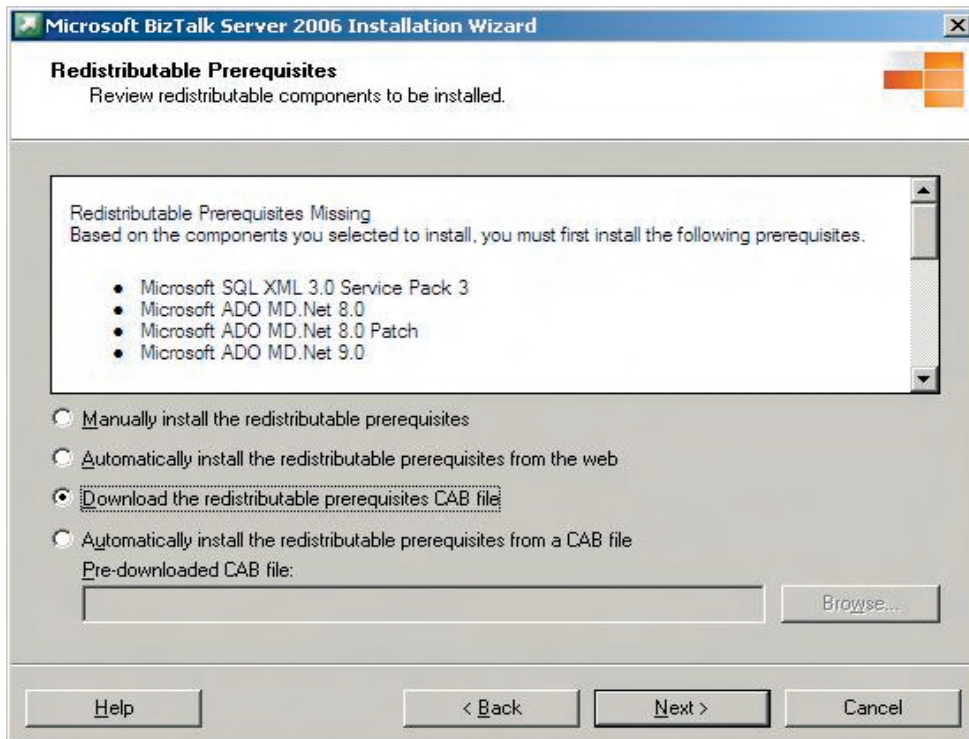 Microsoft BizTalk Server 2006 Installation Wizard
Redistributable Prerequisites
Review redistributable components to be installed.
Redistributable Prerequisites Missing
Based on the components you selected to install, you must first install the following prerequisites.
● Microsoft SQL XML 3.0 Service Pack 3
● Microsoft ADO MD.Net 8.0
● Microsoft ADO MD.Net 8.0 Patch
● Microsoft ADO MD.Net 9.0
Manually install the redistributable prerequisites
Automatically install the redistributable prerequisites from the web
Download the redistributable prerequisites CAB file
Automatically install the redistributable prerequisites from a CAB file
Pre-downloaded CAB file:
Browse...
Help
< Back
Next >
Cancel